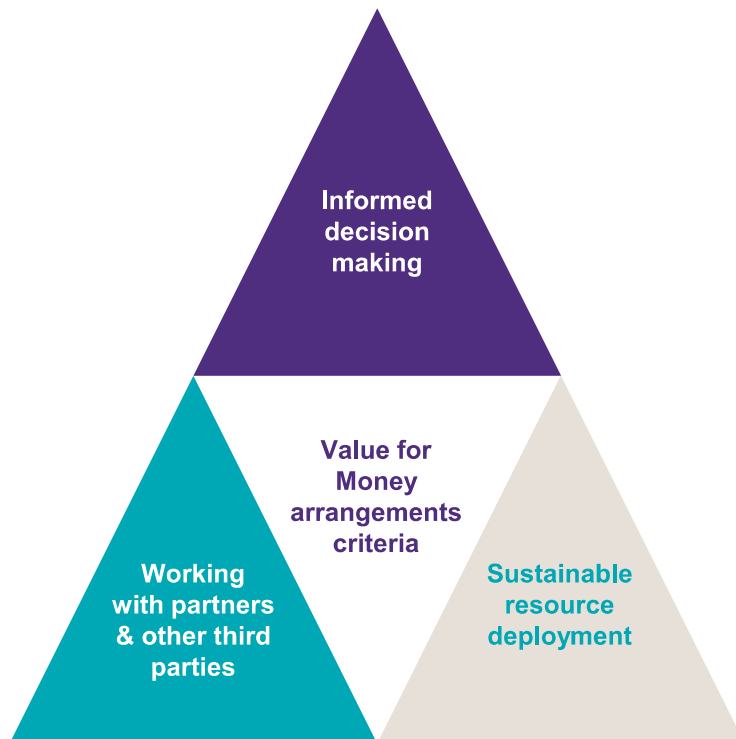 Informed
decision
making
Value for
Money
arrangements
criteria
Working
with partners
& other third
parties
Sustainable
resource
deployment